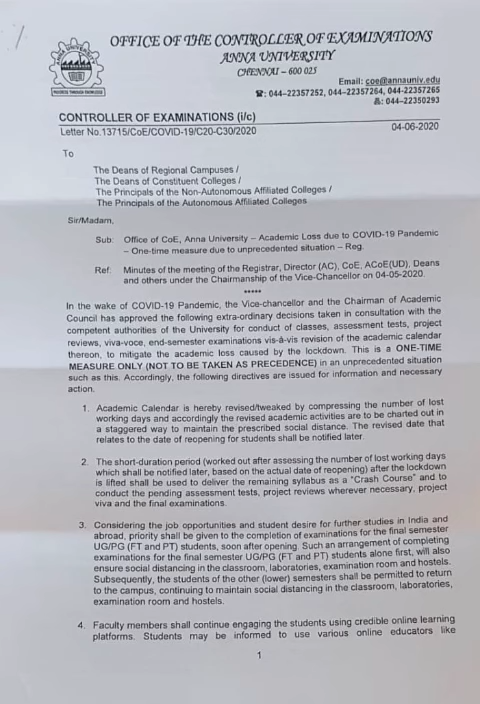 OFFICE OF THE CONTROLLER OF EXAMINATIONS
ANNA UNIVERSITY
CHENNAI – 600 025
Email: coe@annauniv.edu
☎: 044–22357252, 044–22357264, 044–22357265
044–22350293
ANNA UNIVERSITY
PROGRESS THROUGH KNOWLEDGE
CONTROLLER OF EXAMINATIONS (i/c)
Letter No.13715/CoE/COVID-19/C20-C30/2020 04-06-2020
To
The Deans of Regional Campuses /
The Deans of Constituent Colleges /
The Principals of the Non-Autonomous Affiliated Colleges /
The Principals of the Autonomous Affiliated Colleges
Sir/Madam,
Sub: Office of CoE, Anna University – Academic Loss due to COVID-19 Pandemic
– One-time measure due to unprecedented situation – Reg.
Ref: Minutes of the meeting of the Registrar, Director (AC), CoE, ACoE(UD), Deans
and others under the Chairmanship of the Vice-Chancellor on 04-05-2020.
*****
In the wake of COVID-19 Pandemic, the Vice-chancellor and the Chairman of Academic
Council has approved the following extra-ordinary decisions taken in consultation with the
competent authorities of the University for conduct of classes, assessment tests, project
reviews, viva-voce, end-semester examinations vis-à-vis revision of the academic calendar
thereon, to mitigate the academic loss caused by the lockdown. This is a ONE-TIME
MEASURE ONLY (NOT TO BE TAKEN AS PRECEDENCE) in an unprecedented situation
such as this. Accordingly, the following directives are issued for information and necessary
action.
1. Academic Calendar is hereby revised/tweaked by compressing the number of lost
working days and accordingly the revised academic activities are to be charted out in
a staggered way to maintain the prescribed social distance. The revised date that
relates to the date of reopening for students shall be notified later.
2. The short-duration period (worked out after assessing the number of lost working days
which shall be notified later, based on the actual date of reopening) after the lockdown
is lifted shall be used to deliver the remaining syllabus as a "Crash Course" and to
conduct the pending assessment tests, project reviews wherever necessary, project
viva and the final examinations.
3. Considering the job opportunities and student desire for further studies in India and
abroad, priority shall be given to the completion of examinations for the final semester
UG/PG (FT and PT) students, soon after opening. Such an arrangement of completing
examinations for the final semester UG/PG (FT and PT) students alone first, will also
ensure social distancing in the classroom, laboratories, examination room and hostels.
Subsequently, the students of the other (lower) semesters shall be permitted to return
to the campus, continuing to maintain social distancing in the classroom, laboratories,
examination room and hostels.
4. Faculty members shall continue engaging the students using credible online learning
platforms. Students may be informed to use various online educators like
1